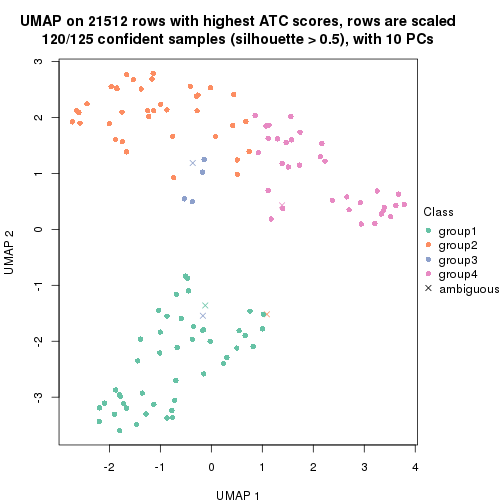 UMAP on 21512 rows with highest ATC scores, rows are scaled
120/125 confident samples (silhouette > 0.5), with 10 PCs
3
2
1
0
-1
-2
-3
UMAP 2
-2
-1
0
1
2
3
4
UMAP 1
Class
group1
group2
group3
group4
ambiguous